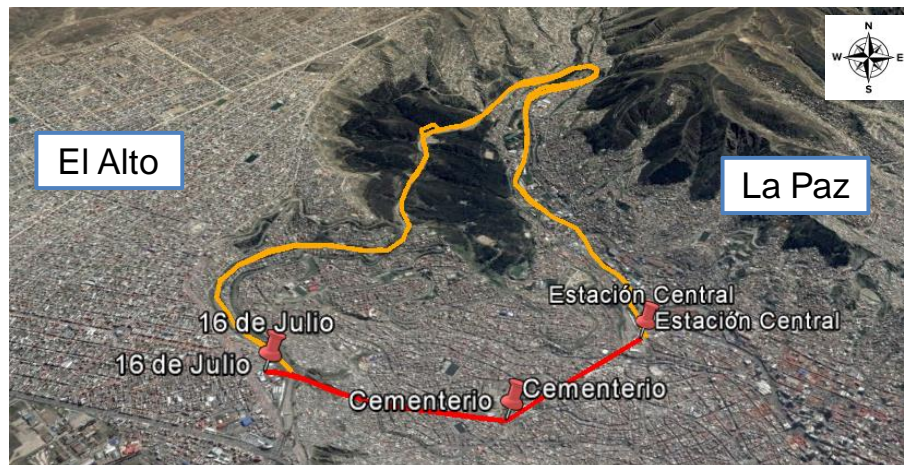 N
W E
S
El Alto
La Paz
Estación Central
Estación Central
16 de Julio
16 de Julio
Cementerio
Cementerio